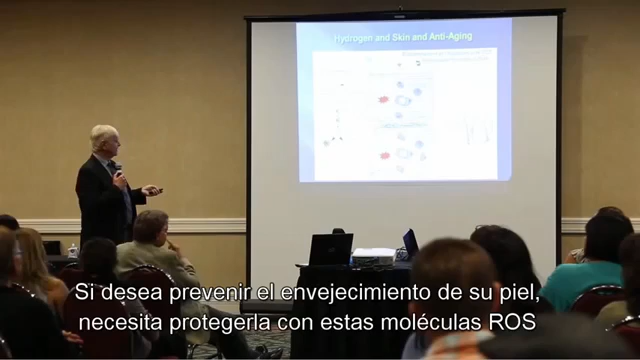 Hydrogen and Skin and Anti-Aging
Si desea prevenir el envejecimiento de su piel,
necesita protegerla con estas moléculas ROS